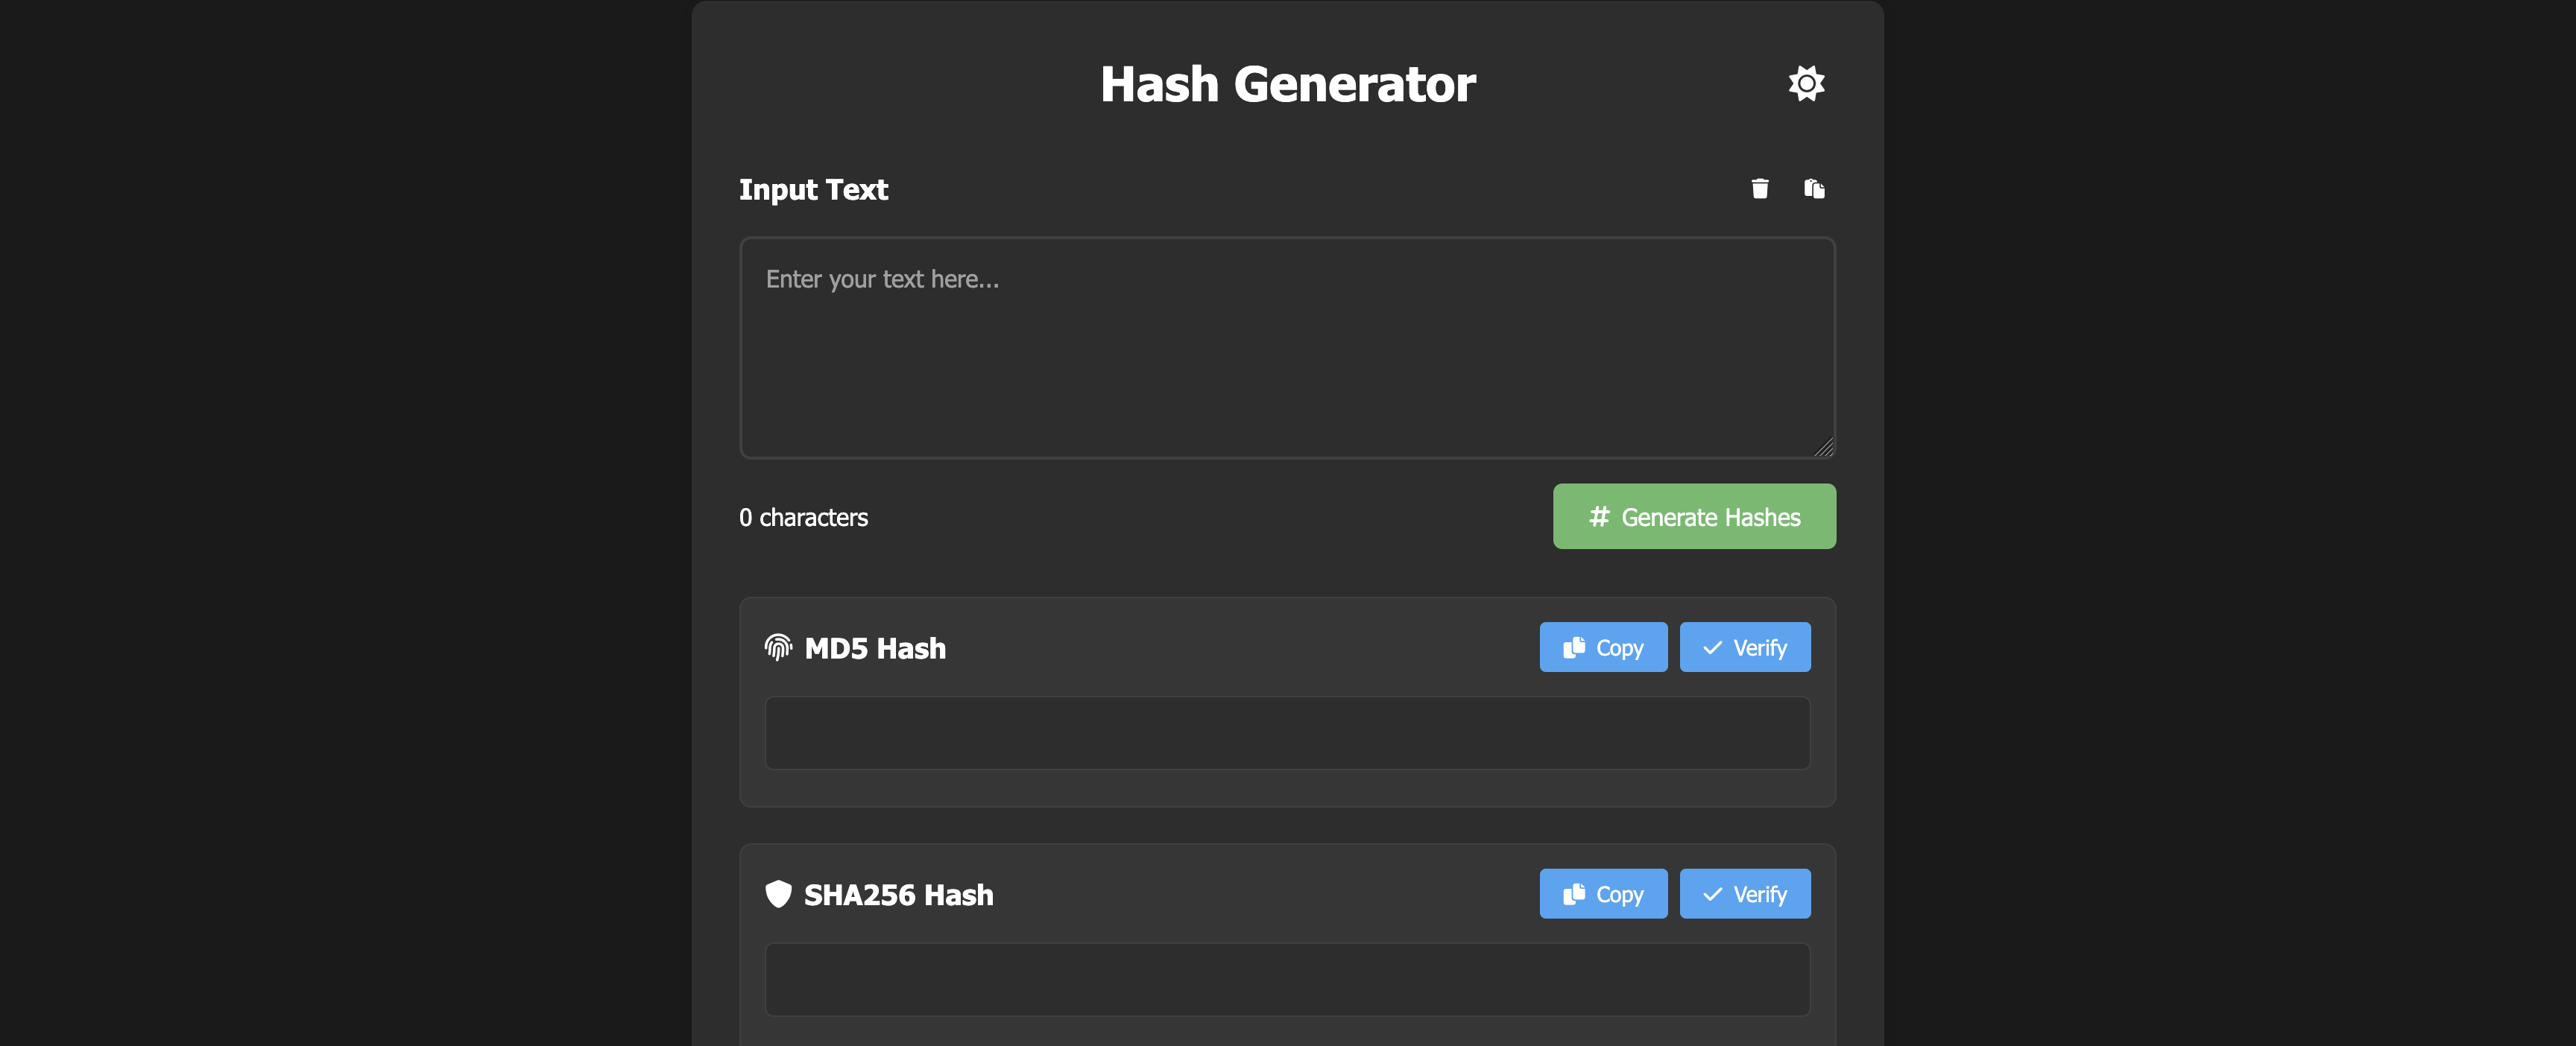 Hash Generator
Input Text
Enter your text here...
0 characters
# Generate Hashes
MD5 Hash
Copy
Verify
SHA256 Hash
Copy
Verify